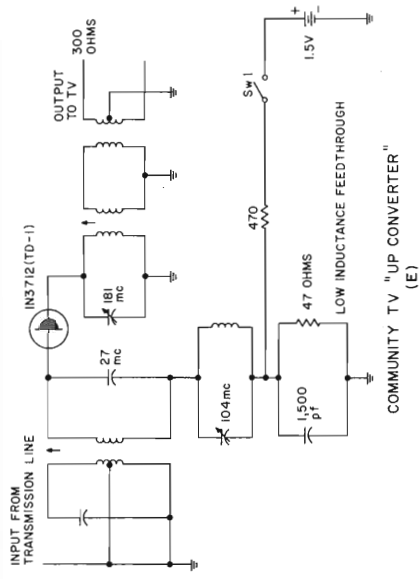 INPUT FROM
TRANSMISSION LINE
27
mc
IN3712(TD-1)
181
mc
OUTPUT
TO TV
300
OHMS
104mc
1,500
pf
47 OHMS
LOW INDUCTANCE FEEDTHROUGH
470
Sw 1
1.5V
+
-
COMMUNITY TV "UP CONVERTER"
(E)